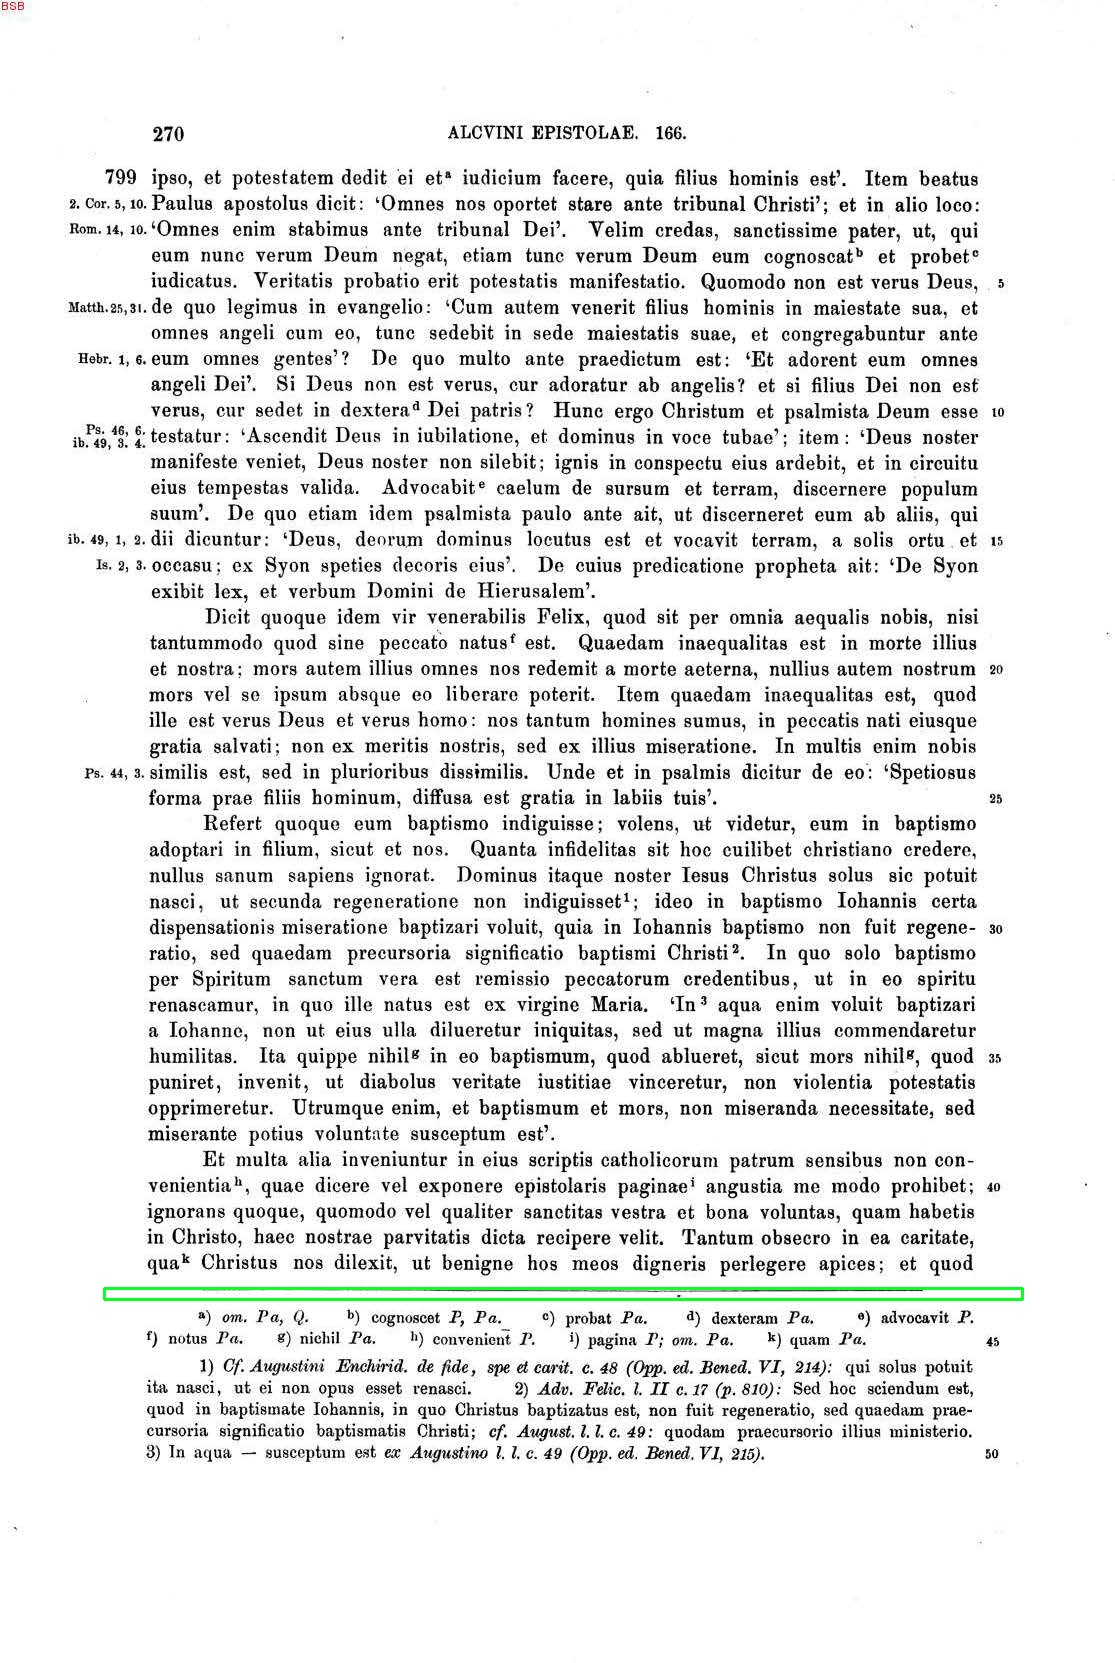 BSB
270 ALCVINI EPISTOLAE. 166.
799 ipso, et potestatem dedit ei etᵃ iudicium facere, quia filius hominis est’. Item beatus
2. Cor. 5, 10. Paulus apostolus dicit: ‘Omnes nos oportet stare ante tribunal Christi’; et in alio loco:
Rom. 14, 10. ‘Omnes enim stabimus ante tribunal Dei’. Velim credas, sanctissime pater, ut, qui
eum nunc verum Deum negat, etiam tunc verum Deum eum cognoscatᵇ et probetᶜ
iudicatus. Veritatis probatio erit potestatis manifestatio. Quomodo non est verus Deus, 5
Matth. 25, 31. de quo legimus in evangelio: ‘Cum autem venerit filius hominis in maiestate sua, et
omnes angeli cum eo, tunc sedebit in sede maiestatis suae, et congregabuntur ante
Hebr. 1, 6. eum omnes gentes’? De quo multo ante praedictum est: ‘Et adorent eum omnes
angeli Dei’. Si Deus non est verus, cur adoratur ab angelis? et si filius Dei non est
verus, cur sedet in dexteraᵈ Dei patris? Hunc ergo Christum et psalmista Deum esse 10
Ps. 46, 6.
ib. 49, 3. 4. testatur: ‘Ascendit Deus in iubilatione, et dominus in voce tubae’; item: ‘Deus noster
manifeste veniet, Deus noster non silebit; ignis in conspectu eius ardebit, et in circuitu
eius tempestas valida. Advocabitᵉ caelum de sursum et terram, discernere populum
suum’. De quo etiam idem psalmista paulo ante ait, ut discerneret eum ab aliis, qui
ib. 49, 1, 2. dii dicuntur: ‘Deus, deorum dominus locutus est et vocavit terram, a solis ortu et 15
Is. 2, 3. occasu; ex Syon speties decoris eius’. De cuius predicatione propheta ait: ‘De Syon
exibit lex, et verbum Domini de Hierusalem’.
Dicit quoque idem vir venerabilis Felix, quod sit per omnia aequalis nobis, nisi
tantummodo quod sine peccato natusᶠ est. Quaedam inaequalitas est in morte illius
et nostra; mors autem illius omnes nos redemit a morte aeterna, nullius autem nostrum 20
mors vel se ipsum absque eo liberare poterit. Item quaedam inaequalitas est, quod
ille est verus Deus et verus homo: nos tantum homines sumus, in peccatis nati eiusque
gratia salvati; non ex meritis nostris, sed ex illius miseratione. In multis enim nobis
Ps. 44, 3. similis est, sed in plurioribus dissimilis. Unde et in psalmis dicitur de eo: ‘Spetiosus
forma prae filiis hominum, diffusa est gratia in labiis tuis’. 25
Refert quoque eum baptismo indiguisse; volens, ut videtur, eum in baptismo
adoptari in filium, sicut et nos. Quanta infidelitas sit hoc cuilibet christiano credere,
nullus sanum sapiens ignorat. Dominus itaque noster Iesus Christus solus sic potuit
nasci, ut secunda regeneratione non indiguisset¹; ideo in baptismo Iohannis certa
dispensationis miseratione baptizari voluit, quia in Iohannis baptismo non fuit regene- 30
ratio, sed quaedam precursoria significatio baptismi Christi². In quo solo baptismo
per Spiritum sanctum vera est remissio peccatorum credentibus, ut in eo spiritu
renascamur, in quo ille natus est ex virgine Maria. ‘In³ aqua enim voluit baptizari
a Iohanne, non ut eius ulla dilueretur iniquitas, sed ut magna illius commendaretur
humilitas. Ita quippe nihilᵍ in eo baptismum, quod ablueret, sicut mors nihilᵍ, quod 35
puniret, invenit, ut diabolus veritate iustitiae vinceretur, non violentia potestatis
opprimeretur. Utrumque enim, et baptismum et mors, non miseranda necessitate, sed
miserante potius voluntate susceptum est’.
Et multa alia inveniuntur in eius scriptis catholicorum patrum sensibus non con-
venientiaʰ, quae dicere vel exponere epistolaris paginaeⁱ angustia me modo prohibet; 40
ignorans quoque, quomodo vel qualiter sanctitas vestra et bona voluntas, quam habetis
in Christo, haec nostrae parvitatis dicta recipere velit. Tantum obsecro in ea caritate,
quaᵏ Christus nos dilexit, ut benigne hos meos digneris perlegere apices; et quod
a) om. Pa, Q. b) cognoscet P, Pa. c) probat Pa. d) dexteram Pa. e) advocavit P.
f) notus Pa. g) nichil Pa. h) convenient P. i) pagina P; om. Pa. k) quam Pa. 45
1) Cf. Augustini Enchirid. de fide, spe et carit. c. 48 (Opp. ed. Bened. VI, 214): qui solus potuit
ita nasci, ut ei non opus esset renasci. 2) Adv. Felic. l. II c. 17 (p. 810): Sed hoc sciendum est,
quod in baptismate Iohannis, in quo Christus baptizatus est, non fuit regeneratio, sed quaedam prae-
cursoria significatio baptismatis Christi; cf. August. l. l. c. 49: quodam praecursorio illius ministerio.
3) In aqua — susceptum est ex Augustino l. l. c. 49 (Opp. ed. Bened. VI, 215). 50